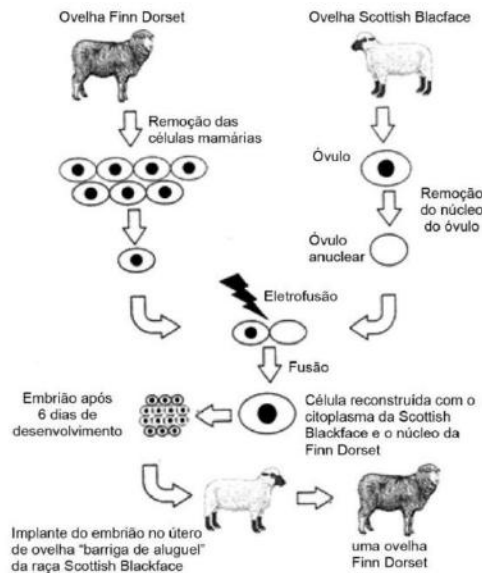 Ovelha Finn Dorset
Ovelha Scottish Blacface
Remoção das
células mamárias
Óvulo
Remoção
do núcleo
do óvulo
Óvulo
anuclear
Eletrofusão
Fusão
Embrião após
6 dias de
desenvolvimento
Célula reconstruída com o
citoplasma da Scottish
Blackface e o núcleo da
Finn Dorset
Implante do embrião no útero
de ovelha "barriga de aluguel"
da raça Scottish Blackface
uma ovelha
Finn Dorset